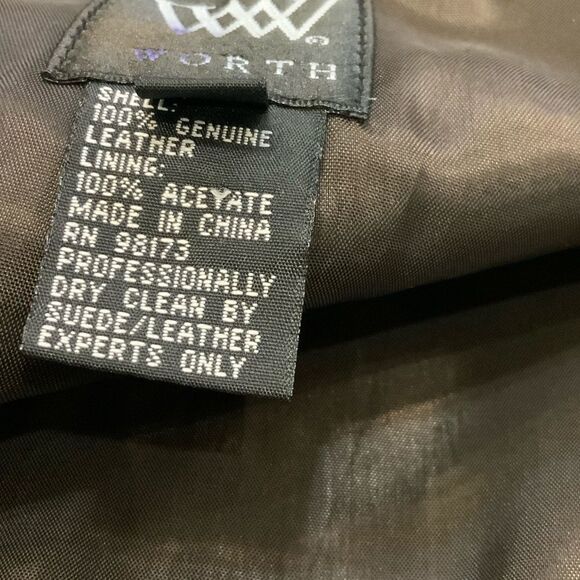 WORTH
SHELL:
100% GENUINE
LEATHER
LINING:
100% ACEYATE
MADE IN CHINA
RN 98173
PROFESSIONALLY
DRY CLEAN BY
SUEDE/LEATHER
EXPERTS ONLY